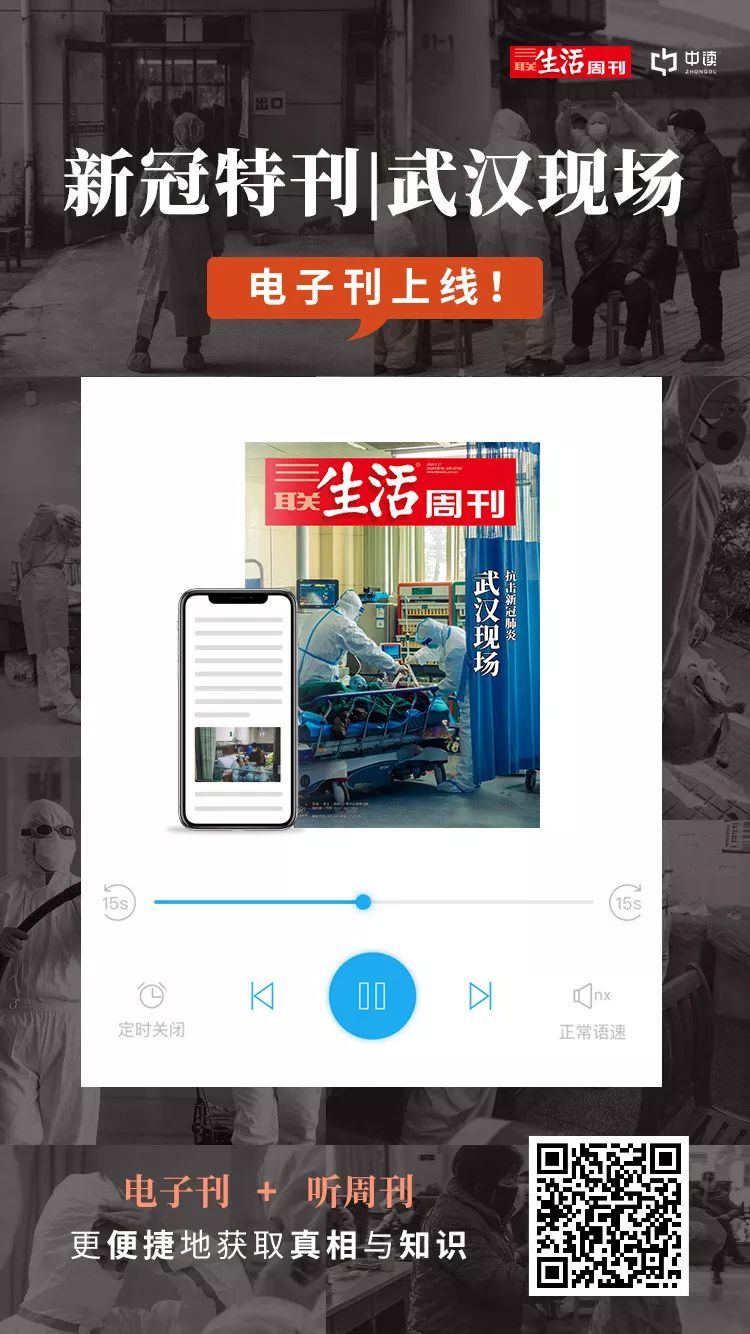 三联生活周刊
中读
ZHONGDU
81-1
出口
新冠特刊|武汉现场
电子刊上线!
三联生活周刊
抗击新冠肺炎
武汉现场
15s
15s
定时关闭
nx
正常语速
电子刊 + 听周刊
更便捷地获取真相与知识